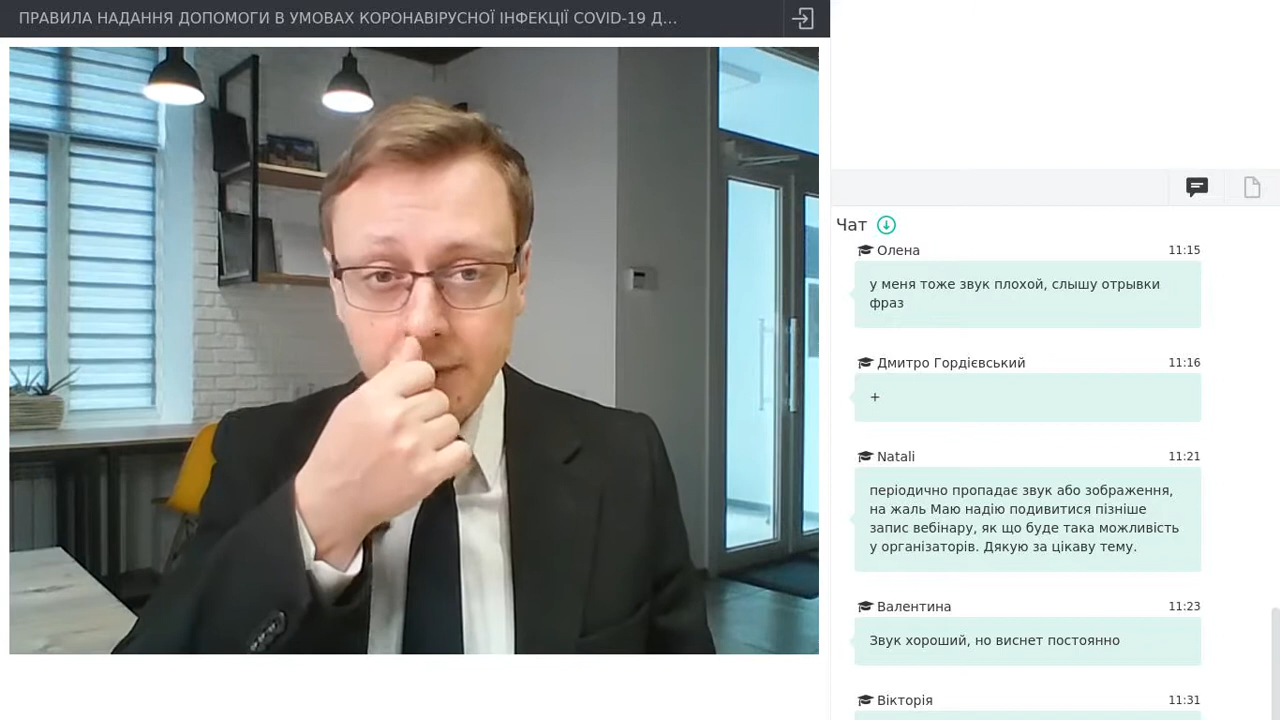 ПРАВИЛА НАДАННЯ ДОПОМОГИ В УМОВАХ КОРОНАВІРУСНОЇ ІНФЕКЦІЇ COVID-19 Д...
Чат
Олена 11:15
у меня тоже звук плохой, слышу отрывки
фраз
Дмитро Гордієвський 11:16
+
Natali 11:21
періодично пропадає звук або зображення,
на жаль Маю надію подивитися пізніше
запис вебінару, як що буде така можливість
у організаторів. Дякую за цікаву тему.
Валентина 11:23
Звук хороший, но виснет постоянно
Вікторія 11:31